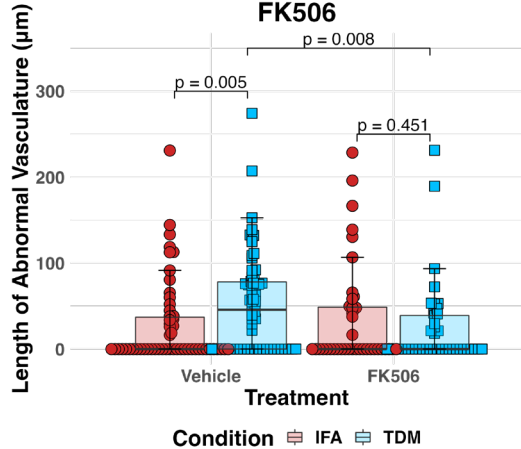 FK506
Length of Abnormal Vasculature (μm)
p = 0.008
p = 0.005
p = 0.451
300
200
100
0
Vehicle
FK506
Treatment
Condition IFA TDM